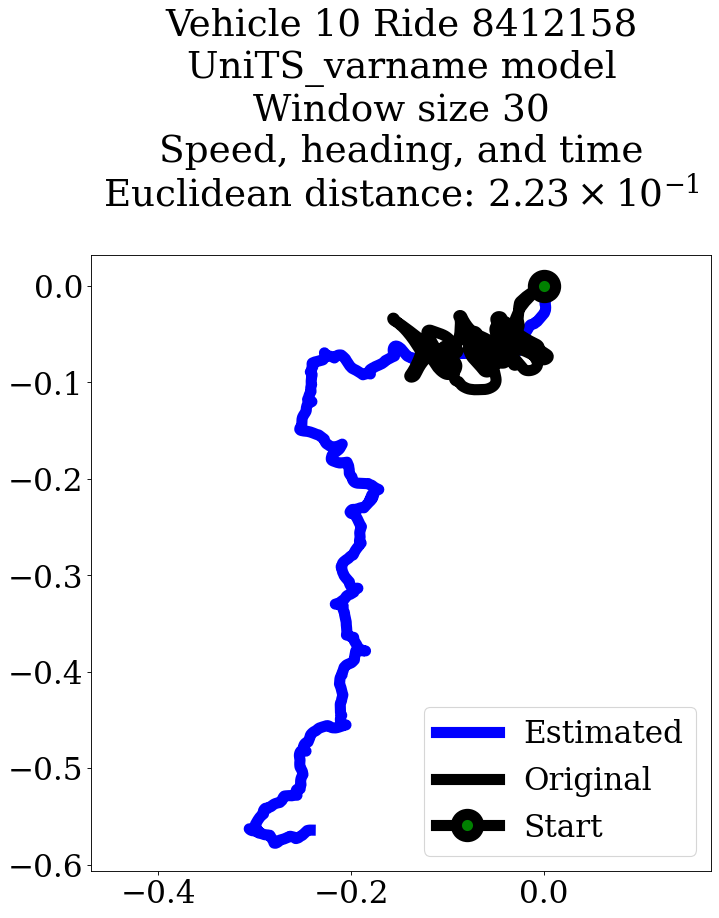 Vehicle 10 Ride 8412158
UniTS_varname model
Window size 30
Speed, heading, and time
Euclidean distance: 2.23 × 10⁻¹
0.0
−0.1
−0.2
−0.3
−0.4
−0.5
−0.6
−0.4
−0.2
0.0
Estimated
Original
Start